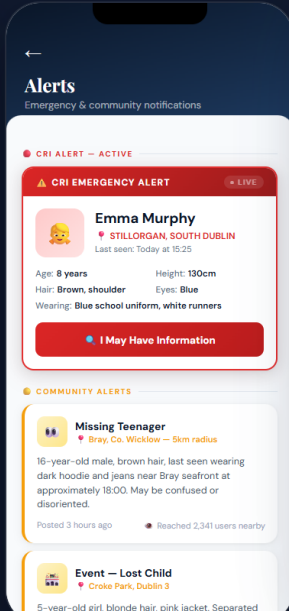 Alerts
Emergency & community notifications
CRI ALERT — ACTIVE
CRI EMERGENCY ALERT
LIVE
Emma Murphy
STILLORGAN, SOUTH DUBLIN
Last seen: Today at 15:25
Age: 8 years Height: 130cm
Hair: Brown, shoulder Eyes: Blue
Wearing: Blue school uniform, white runners
I May Have Information
COMMUNITY ALERTS
Missing Teenager
Bray, Co. Wicklow — 5km radius
16-year-old male, brown hair, last seen wearing
dark hoodie and jeans near Bray seafront at
approximately 18:00. May be confused or
disoriented.
Posted 3 hours ago Reached 2,341 users nearby
Event — Lost Child
Croke Park, Dublin 3
5-year-old girl, blonde hair, pink jacket. Separated